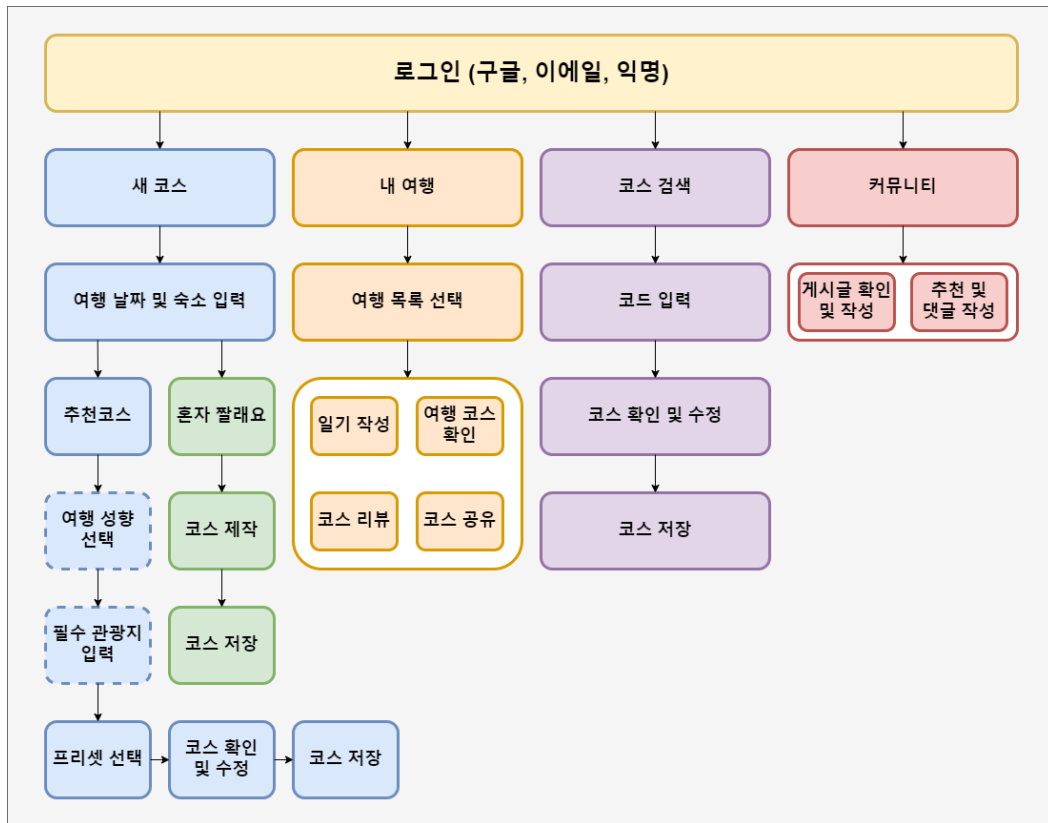 로그인 (구글, 이에일, 익명)
새 코스
내 여행
코스 검색
커뮤니티
여행 날짜 및 숙소 입력
여행 목록 선택
코드 입력
게시글 확인
및 작성
추천 및
댓글 작성
추천코스
혼자 짤래요
일기 작성
여행 코스
확인
코스 확인 및 수정
여행 성향
선택
코스 제작
코스 리뷰
코스 공유
코스 저장
필수 관광지
입력
코스 저장
프리셋 선택
코스 확인
및 수정
코스 저장